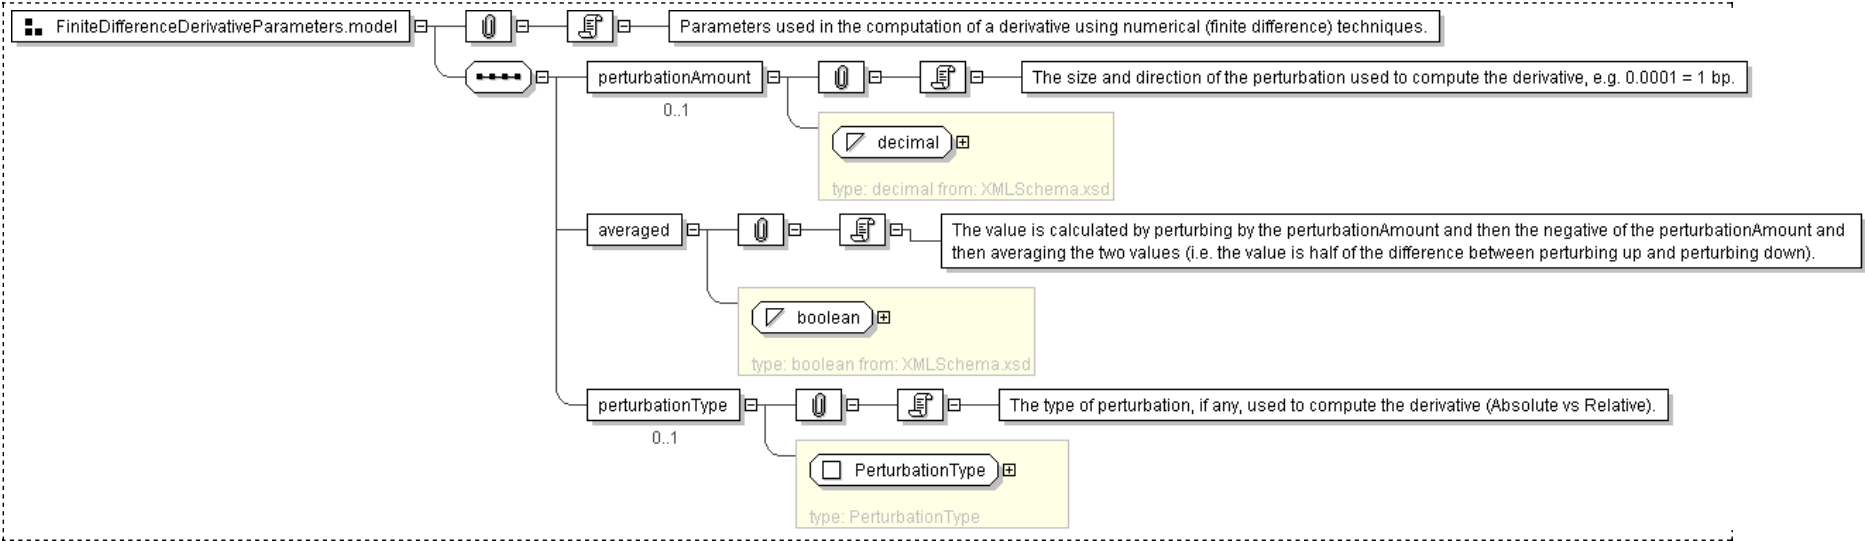 FiniteDifferenceDerivativeParameters.model
Parameters used in the computation of a derivative using numerical (finite difference) techniques.
perturbationAmount
The size and direction of the perturbation used to compute the derivative, e.g. 0.0001 = 1 bp.
0..1
decimal
type: decimal from: XMLSchema.xsd
averaged
The value is calculated by perturbing by the perturbationAmount and then the negative of the perturbationAmount and
then averaging the two values (i.e. the value is half of the difference between perturbing up and perturbing down).
boolean
type: boolean from: XMLSchema.xsd
perturbationType
The type of perturbation, if any, used to compute the derivative (Absolute vs Relative).
0..1
PerturbationType
type: PerturbationType